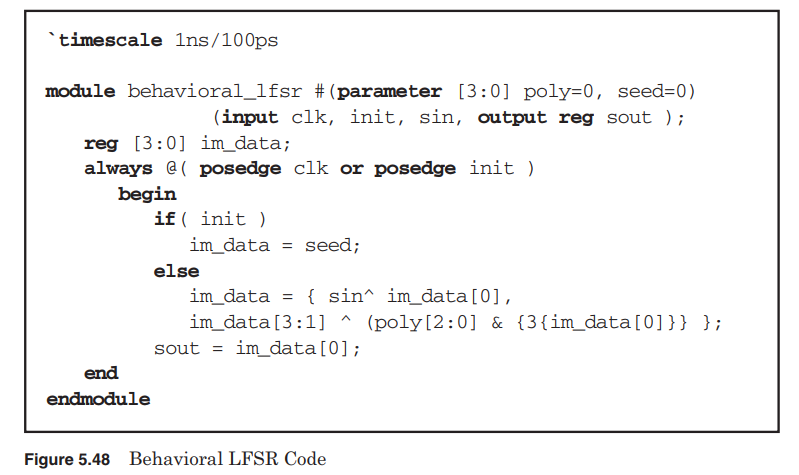 `timescale 1ns/100ps
module behavioral_lfsr #(parameter [3:0] poly=0, seed=0)
(input clk, init, sin, output reg sout );
reg [3:0] im_data;
always @( posedge clk or posedge init )
begin
if( init )
im_data = seed;
else
im_data = { sin^ im_data[0],
im_data[3:1] ^ (poly[2:0] & {3{im_data[0]}} };
sout = im_data[0];
end
endmodule
Figure 5.48 Behavioral LFSR Code